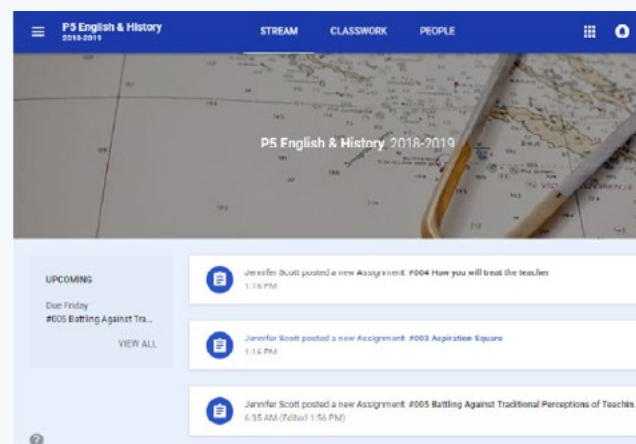 P5 English & History
2018-2019
STREAM
CLASSWORK
PEOPLE
P5 English & History 2018-2019
UPCOMING
Due Friday
#005 Battling Against Tra...
VIEW ALL
Jennifer Scott posted a new Assignment: #004 How you will treat the teacher
1:16 PM
Jennifer Scott posted a new Assignment: #003 Aspiration Square
1:16 PM
Jennifer Scott posted a new Assignment: #005 Battling Against Traditional Perceptions of Teachin...
6:35 AM (Edited 1:56 PM)